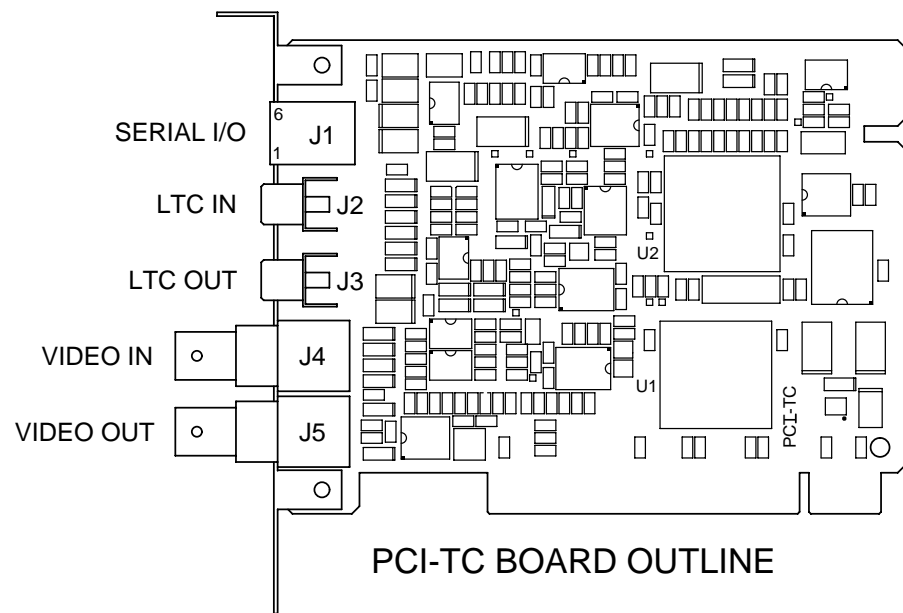 SERIAL I/O
6
1
J1
LTC IN
J2
LTC OUT
J3
VIDEO IN
J4
VIDEO OUT
J5
U2
U1
PCI-TC
PCI-TC BOARD OUTLINE